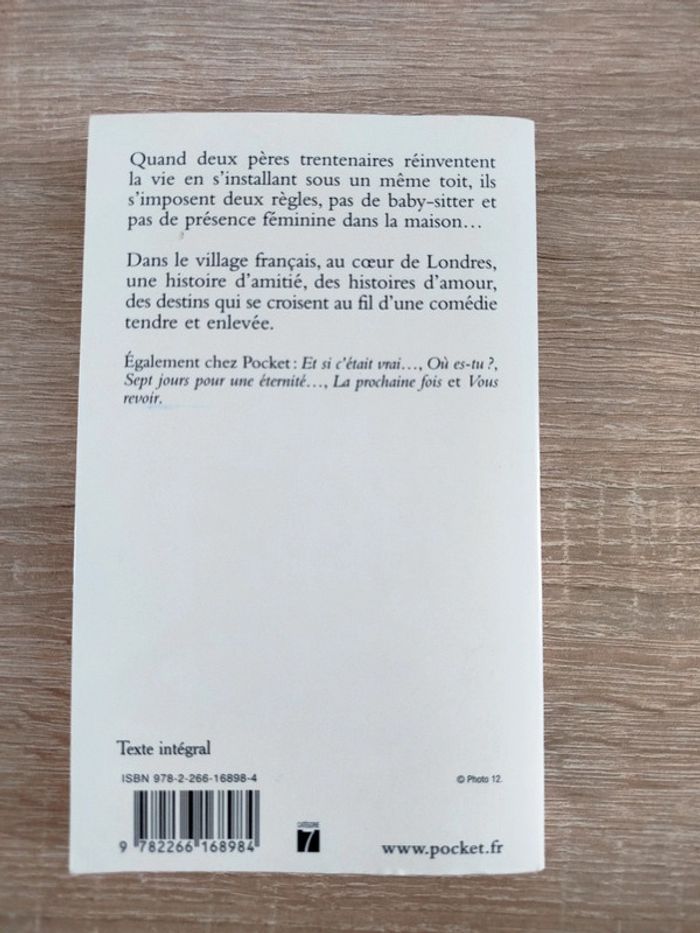 Quand deux pères trentenaires réinventent
la vie en s'installant sous un même toit, ils
s'imposent deux règles, pas de baby-sitter et
pas de présence féminine dans la maison…
Dans le village français, au cœur de Londres,
une histoire d'amitié, des histoires d'amour,
des destins qui se croisent au fil d'une comédie
tendre et enlevée.
Également chez Pocket : Et si c'était vrai…, Où es-tu ?,
Sept jours pour une éternité…, La prochaine fois et Vous
revoir.
Texte intégral
ISBN 978-2-266-16898-4
© Photo 12.
CATÉGORIE
7
9 782266 168984
www.pocket.fr